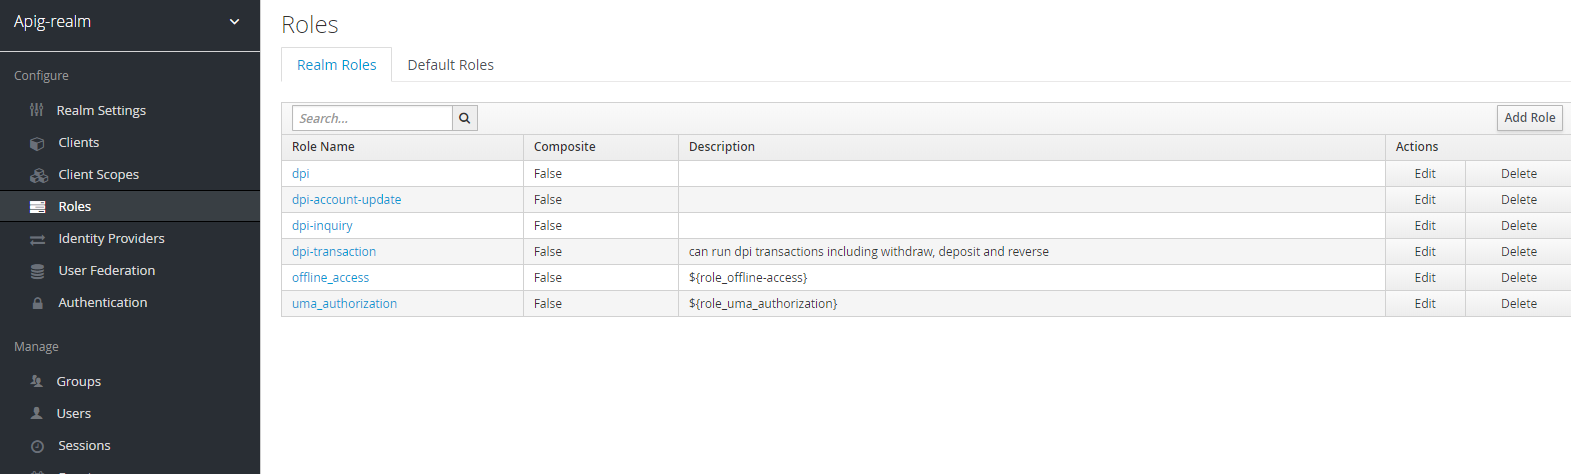 Apig-realm
Configure
Realm Settings
Clients
Client Scopes
Roles
Identity Providers
User Federation
Authentication
Manage
Groups
Users
Sessions
Roles
Realm Roles Default Roles
Search... Add Role
Role Name Composite Description Actions
dpi False Edit Delete
dpi-account-update False Edit Delete
dpi-inquiry False Edit Delete
dpi-transaction False can run dpi transactions including withdraw, deposit and reverse Edit Delete
offline_access False ${role_offline-access} Edit Delete
uma_authorization False ${role_uma_authorization} Edit Delete